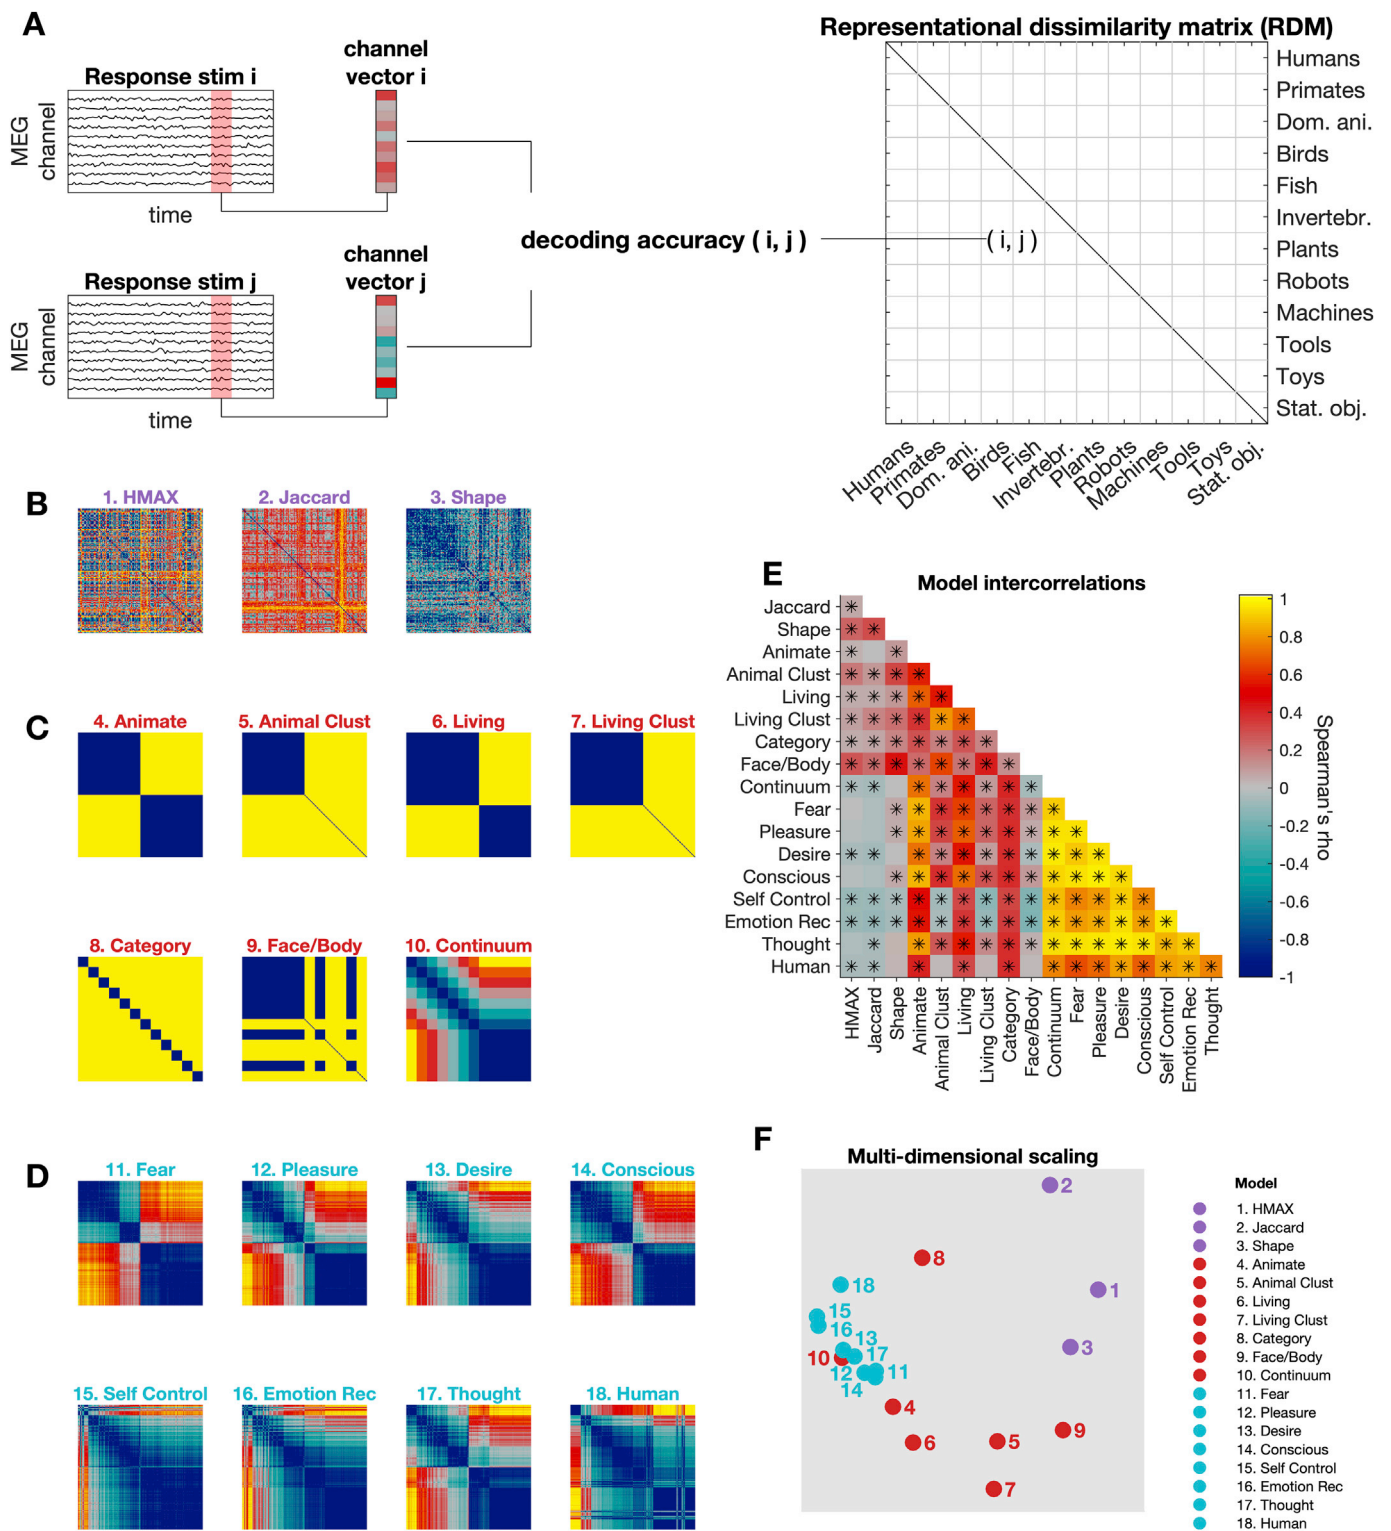 A
Representational dissimilarity matrix (RDM)
Response stim i
channel
vector i
MEG
channel
time
Response stim j
channel
vector j
MEG
channel
time
decoding accuracy ( i, j )
( i, j )
Humans
Primates
Dom. ani.
Birds
Fish
Invertebr.
Plants
Robots
Machines
Tools
Toys
Stat. obj.
Humans
Primates
Dom. ani.
Birds
Fish
Invertebr.
Plants
Robots
Machines
Tools
Toys
Stat. obj.
B
1. HMAX
2. Jaccard
3. Shape
C
4. Animate
5. Animal Clust
6. Living
7. Living Clust
8. Category
9. Face/Body
10. Continuum
D
11. Fear
12. Pleasure
13. Desire
14. Conscious
15. Self Control
16. Emotion Rec
17. Thought
18. Human
E
Model intercorrelations
Jaccard
Shape
Animate
Animal Clust
Living
Living Clust
Category
Face/Body
Continuum
Fear
Pleasure
Desire
Conscious
Self Control
Emotion Rec
Thought
Human
HMAX
Jaccard
Shape
Animate
Animal Clust
Living
Living Clust
Category
Face/Body
Continuum
Fear
Pleasure
Desire
Conscious
Self Control
Emotion Rec
Thought
1
0.8
0.6
0.4
0.2
0
-0.2
-0.4
-0.6
-0.8
-1
Spearman's rho
F
Multi-dimensional scaling
2
8
18
1
15
16
13
3
10
17
12
11
14
4
9
6
5
7
Model
1. HMAX
2. Jaccard
3. Shape
4. Animate
5. Animal Clust
6. Living
7. Living Clust
8. Category
9. Face/Body
10. Continuum
11. Fear
12. Pleasure
13. Desire
14. Conscious
15. Self Control
16. Emotion Rec
17. Thought
18. Human